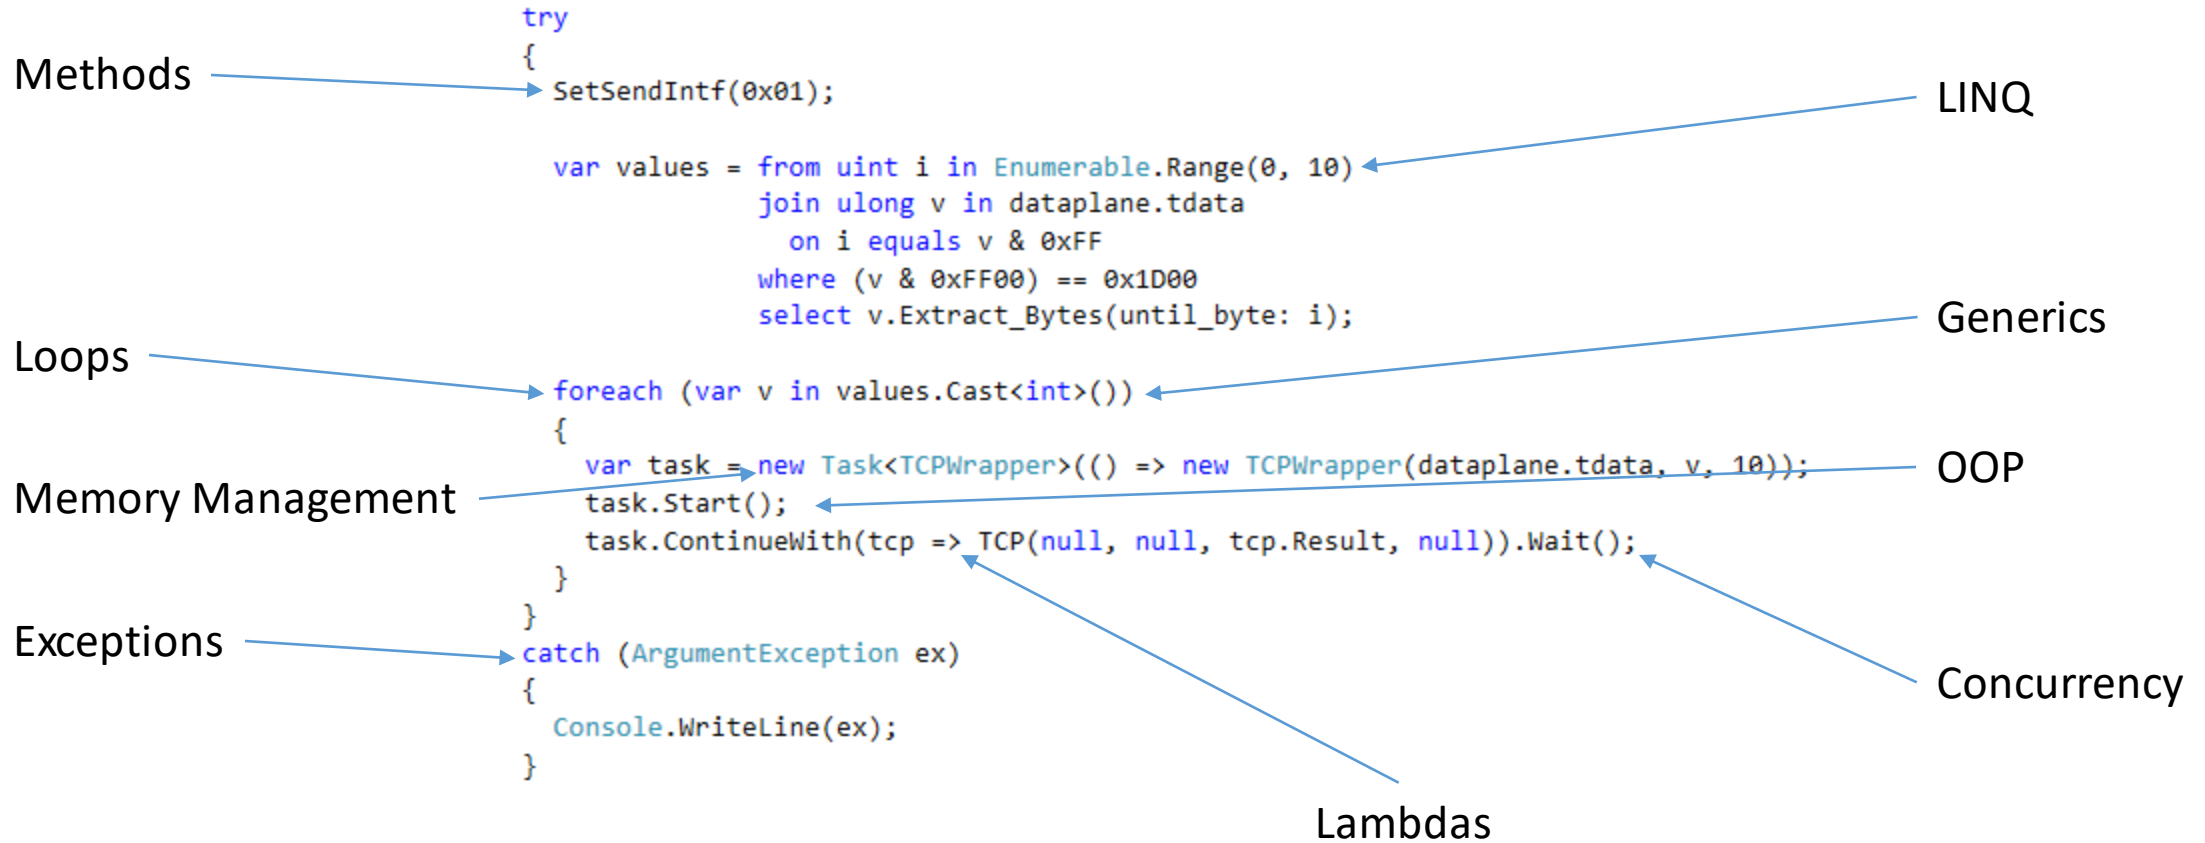 try
{
Methods
SetSendIntf(0x01);
LINQ
var values = from uint i in Enumerable.Range(0, 10)
join ulong v in dataplane.tdata
on i equals v & 0xFF
where (v & 0xFF00) == 0x1D00
select v.Extract_Bytes(until_byte: i);
Generics
Loops
foreach (var v in values.Cast<int>())
{
var task = new Task<TCPWrapper>(() => new TCPWrapper(dataplane.tdata, v, 10));
OOP
Memory Management
task.Start();
task.ContinueWith(tcp => TCP(null, null, tcp.Result, null)).Wait();
}
}
Exceptions
catch (ArgumentException ex)
{
Concurrency
Console.WriteLine(ex);
}
Lambdas